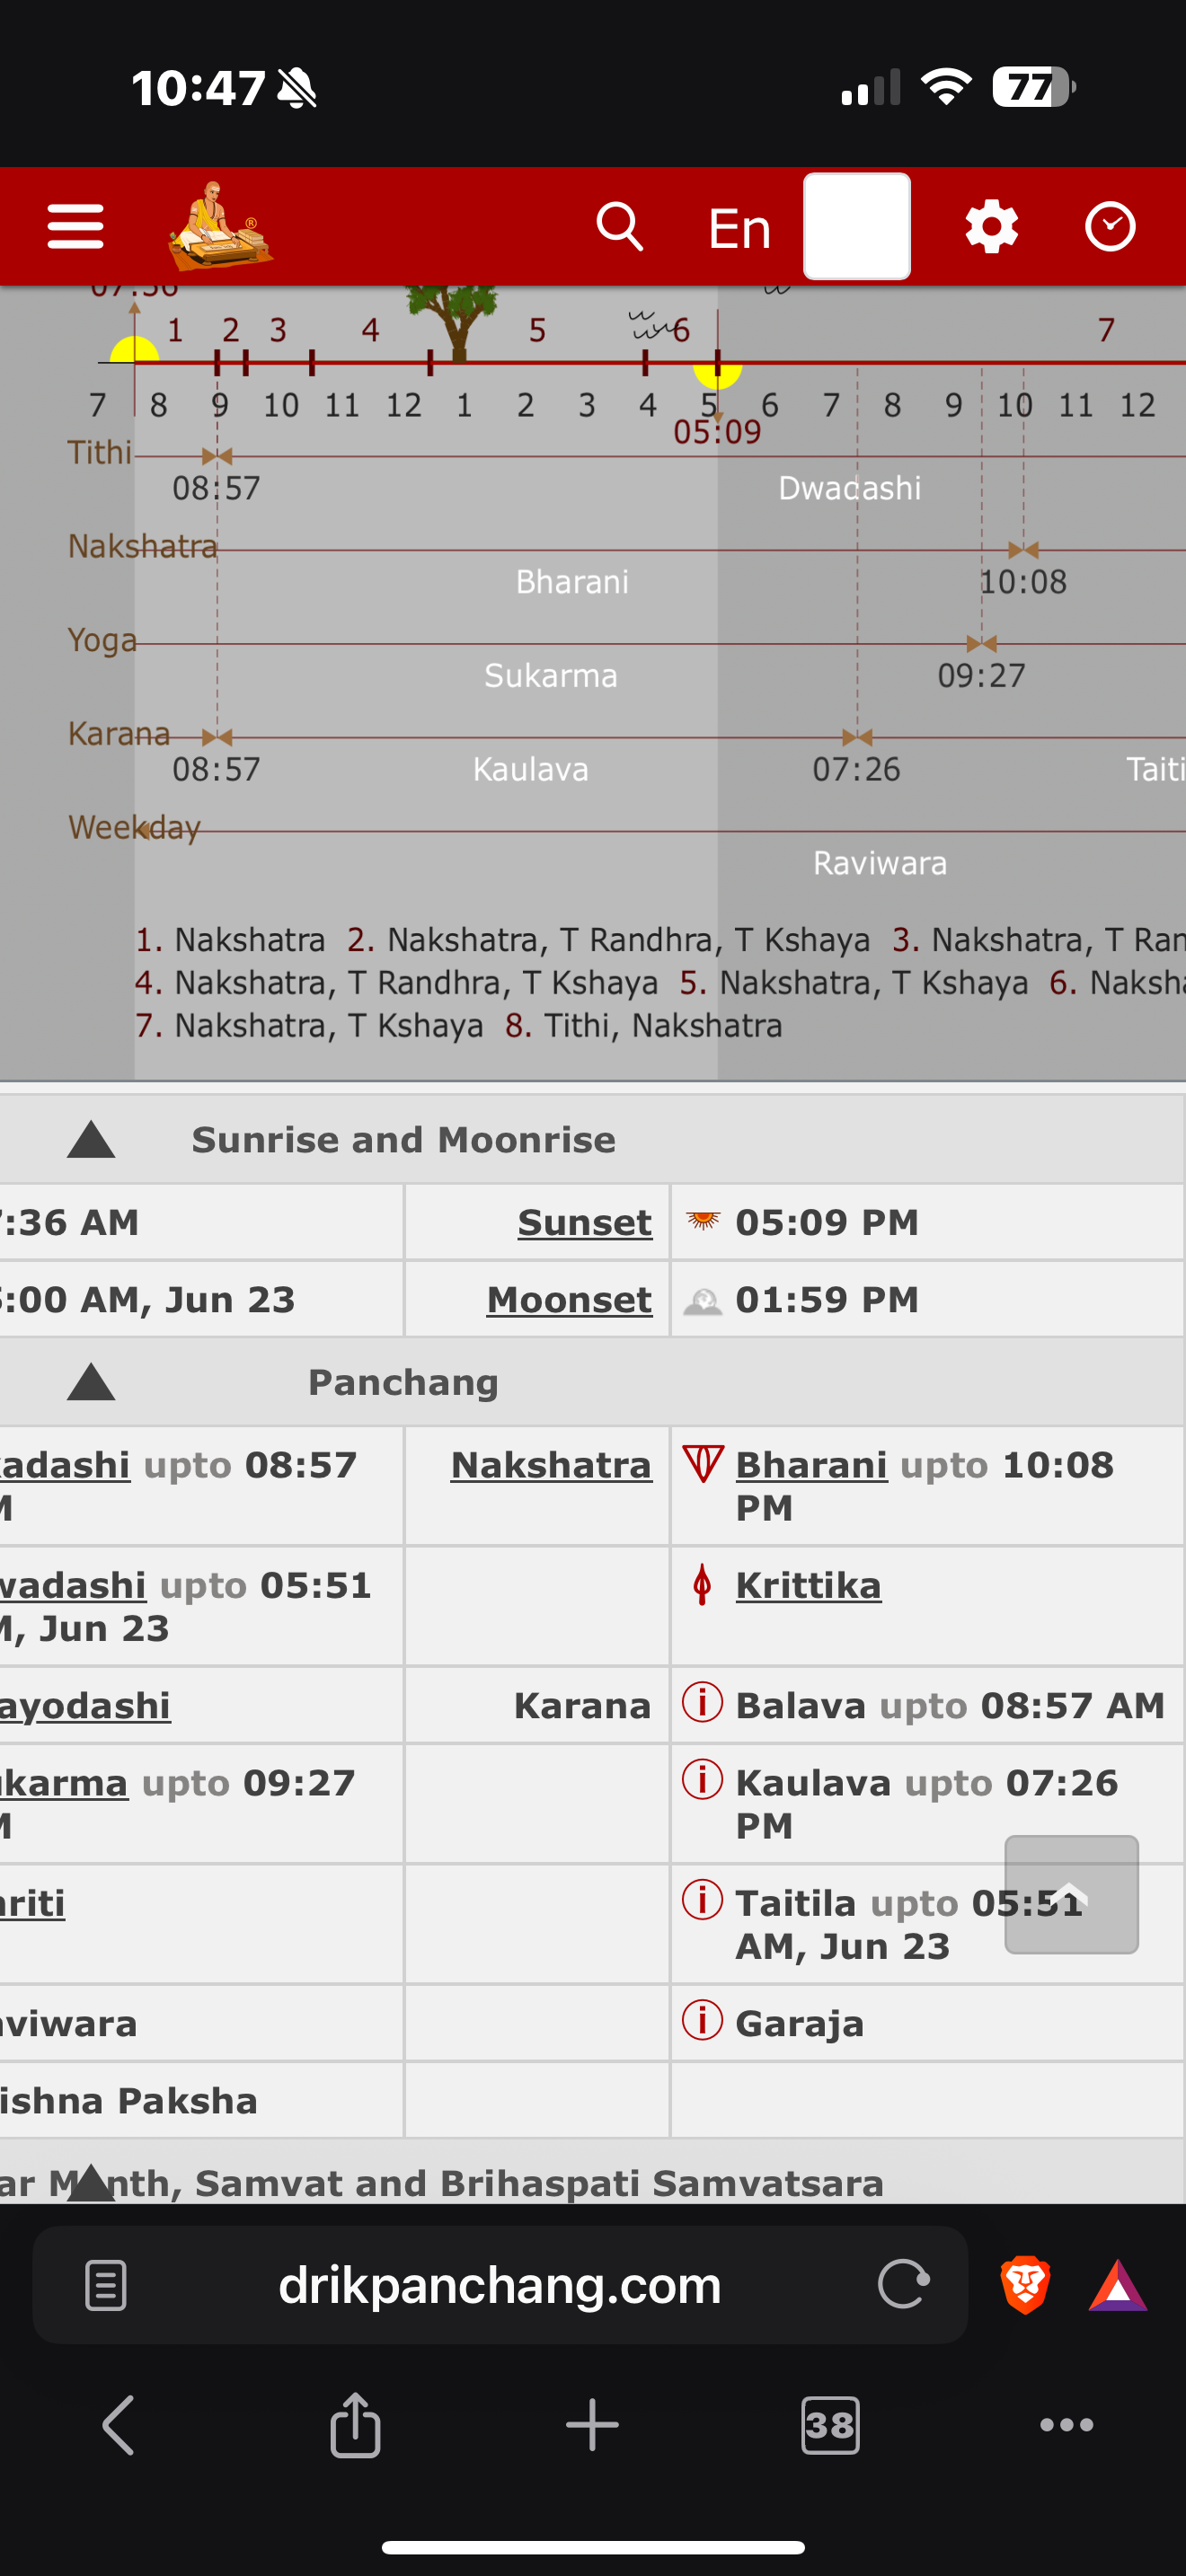 10:47
77
En
1 2 3 4 5 6 7
7 8 9 10 11 12 1 2 3 4 5 6 7 8 9 10 11 12
05:09
Tithi
08:57
Dwadashi
Nakshatra
Bharani
10:08
Yoga
Sukarma
09:27
Karana
08:57
Kaulava
07:26
Taiti
Weekday
Raviwara
1. Nakshatra 2. Nakshatra, T Randhra, T Kshaya 3. Nakshatra, T Ran
4. Nakshatra, T Randhra, T Kshaya 5. Nakshatra, T Kshaya 6. Naksha
7. Nakshatra, T Kshaya 8. Tithi, Nakshatra
Sunrise and Moonrise
:36 AM Sunset 05:09 PM
:00 AM, Jun 23 Moonset 01:59 PM
Panchang
adashi upto 08:57 Nakshatra Bharani upto 10:08
M PM
wadashi upto 05:51 Krittika
M, Jun 23
ayodashi Karana Balava upto 08:57 AM
karma upto 09:27 Kaulava upto 07:26
M PM
riti Taitila upto 05:51
AM, Jun 23
aviwara Garaja
ishna Paksha
ar Month, Samvat and Brihaspati Samvatsara
drikpanchang.com
38